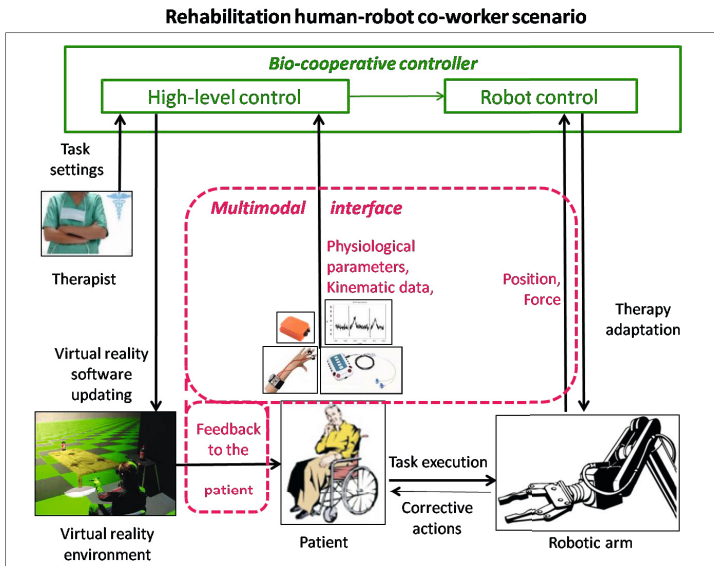 Rehabilitation human-robot co-worker scenario
Bio-cooperative controller
High-level control
Robot control
Task
settings
Multimodal interface
Physiological
parameters,
Kinematic data,
Position,
Force
Therapist
Therapy
adaptation
Virtual reality
software
updating
Feedback
to the
patient
Task execution
Corrective
actions
Virtual reality
environment
Patient
Robotic arm